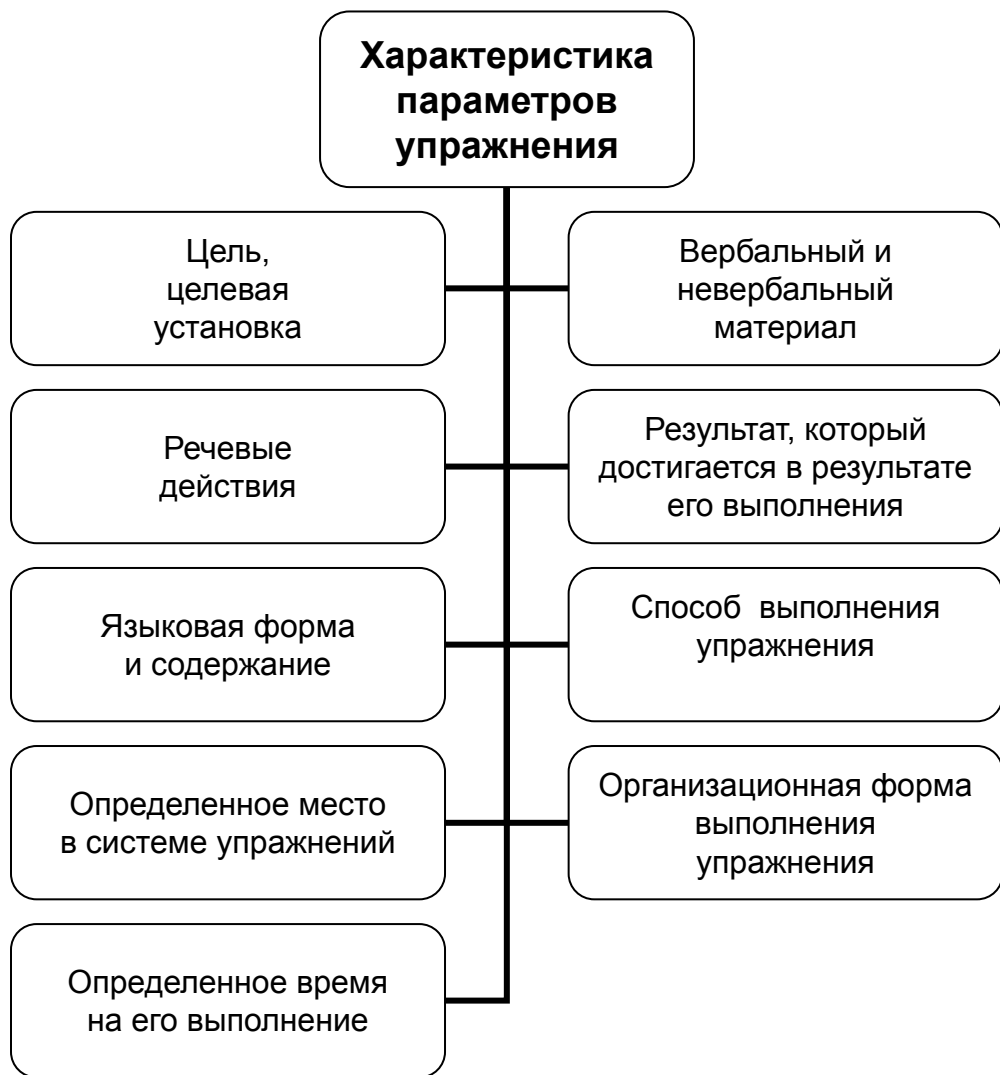 Характеристика
параметров
упражнения
Цель,
целевая
установка
Вербальный и
невербальный
материал
Речевые
действия
Результат, который
достигается в результате
его выполнения
Языковая форма
и содержание
Способ  выполнения
упражнения
Определенное место
в системе упражнений
Организационная форма
выполнения
упражнения
Определенное время
на его выполнение